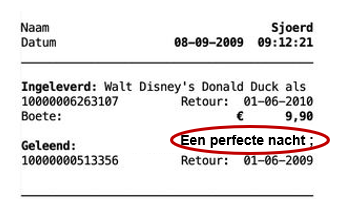 Naam Sjoerd
Datum 08-09-2009 09:12:21
Ingeleverd: Walt Disney's Donald Duck als
10000006263107 Retour: 01-06-2010
Boete: € 9,90
Een perfecte nacht ;
Geleend:
10000000513356 Retour: 01-06-2009